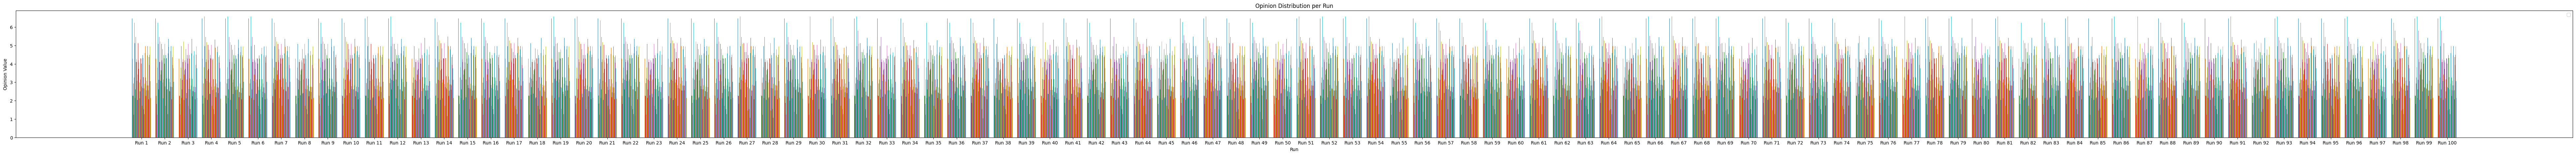 Opinion Distribution per Run
Opinion Value
6
5
4
3
2
1
0
Run 1 Run 2 Run 3 Run 4 Run 5 Run 6 Run 7 Run 8 Run 9 Run 10 Run 11 Run 12 Run 13 Run 14 Run 15 Run 16 Run 17 Run 18 Run 19 Run 20 Run 21 Run 22 Run 23 Run 24 Run 25 Run 26 Run 27 Run 28 Run 29 Run 30 Run 31 Run 32 Run 33 Run 34 Run 35 Run 36 Run 37 Run 38 Run 39 Run 40 Run 41 Run 42 Run 43 Run 44 Run 45 Run 46 Run 47 Run 48 Run 49 Run 50 Run 51 Run 52 Run 53 Run 54 Run 55 Run 56 Run 57 Run 58 Run 59 Run 60 Run 61 Run 62 Run 63 Run 64 Run 65 Run 66 Run 67 Run 68 Run 69 Run 70 Run 71 Run 72 Run 73 Run 74 Run 75 Run 76 Run 77 Run 78 Run 79 Run 80 Run 81 Run 82 Run 83 Run 84 Run 85 Run 86 Run 87 Run 88 Run 89 Run 90 Run 91 Run 92 Run 93 Run 94 Run 95 Run 96 Run 97 Run 98 Run 99 Run 100
Run